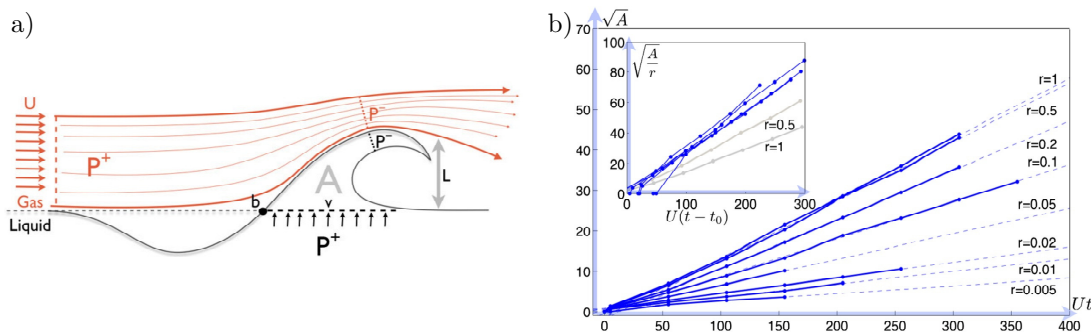 a)
U
P⁺
P⁻
P⁻
A
L
Gas
b
v
Liquid
P⁺
b)
√A
70
60
50
40
30
20
10
0
0 50 100 150 200 250 300 350 400
Ut
r=1
r=0.5
r=0.2
r=0.1
r=0.05
r=0.02
r=0.01
r=0.005
√(A/r)
100
80
60
40
20
0
0 100 200 300
U(t − t₀)
r=0.5
r=1